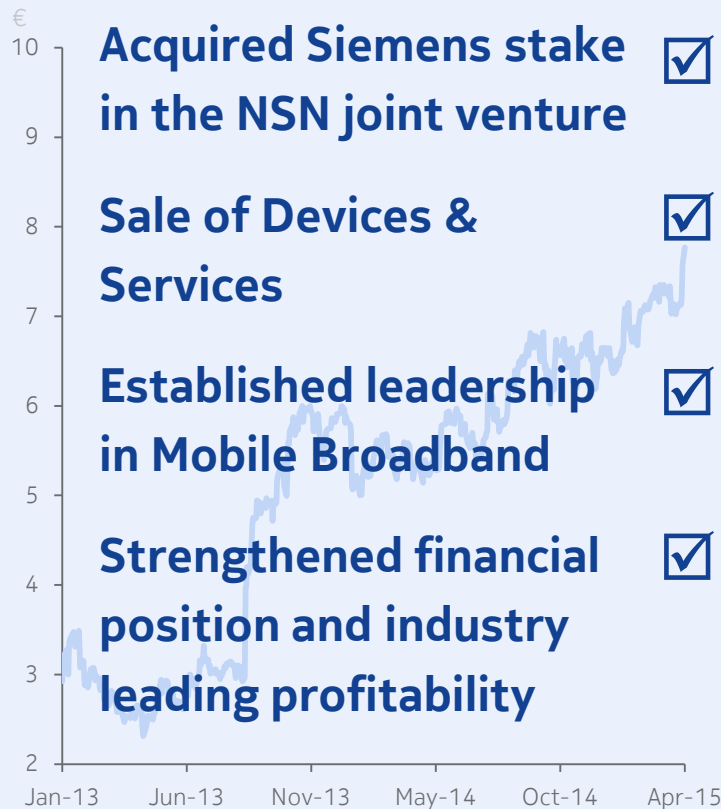 €
10
Acquired Siemens stake
in the NSN joint venture
9
8
Sale of Devices &
Services
7
6
Established leadership
in Mobile Broadband
5
4
Strengthened financial
position and industry
3
leading profitability
2
Jan-13 Jun-13 Nov-13 May-14 Oct-14 Apr-15